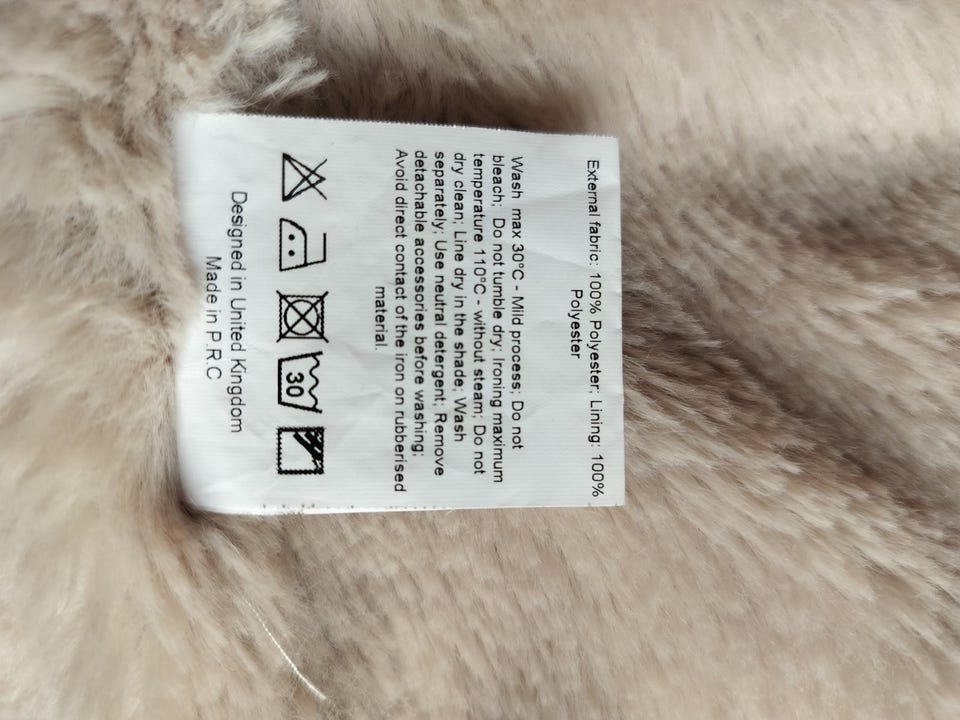 External fabric: 100% Polyester; Lining: 100%
Polyester
Wash max 30°C - Mild process; Do not
bleach; Do not tumble dry; Ironing maximum
temperature 110°C - without steam; Do not
dry clean; Line dry in the shade; Wash
separately; Use neutral detergent; Remove
detachable accessories before washing;
Avoid direct contact of the iron on rubberised
material.
30
Designed in United Kingdom
Made in P.R.C